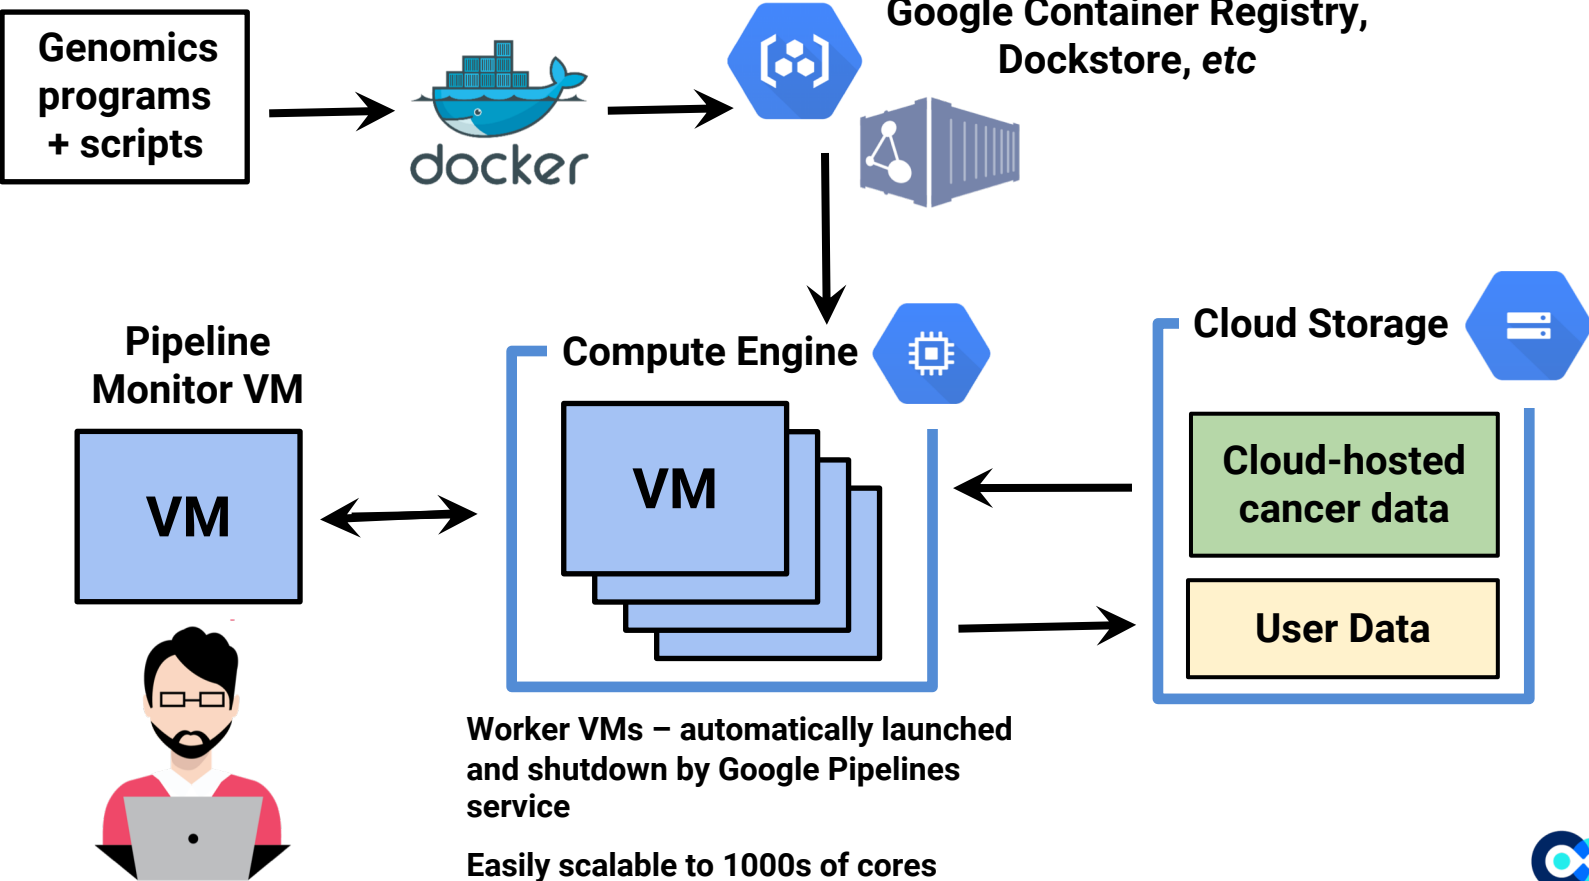 Google Container Registry,
Dockstore, etc
Genomics
programs
+ scripts
docker
Compute Engine
Cloud Storage
Pipeline
Monitor VM
VM
VM
Cloud-hosted
cancer data
User Data
Worker VMs – automatically launched
and shutdown by Google Pipelines
service
Easily scalable to 1000s of cores